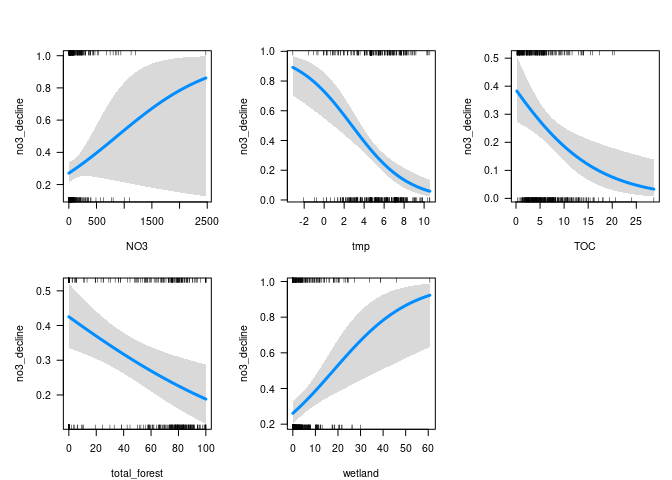 1.0
0.8
0.6
0.4
0.2
no3_decline
0 500 1500 2500
NO3
1.0
0.8
0.6
0.4
0.2
0.0
no3_decline
-2 0 2 4 6 8 10
tmp
0.5
0.4
0.3
0.2
0.1
0.0
no3_decline
0 5 10 15 20 25
TOC
0.5
0.4
0.3
0.2
no3_decline
0 20 40 60 80 100
total_forest
1.0
0.8
0.6
0.4
0.2
no3_decline
0 10 20 30 40 50 60
wetland